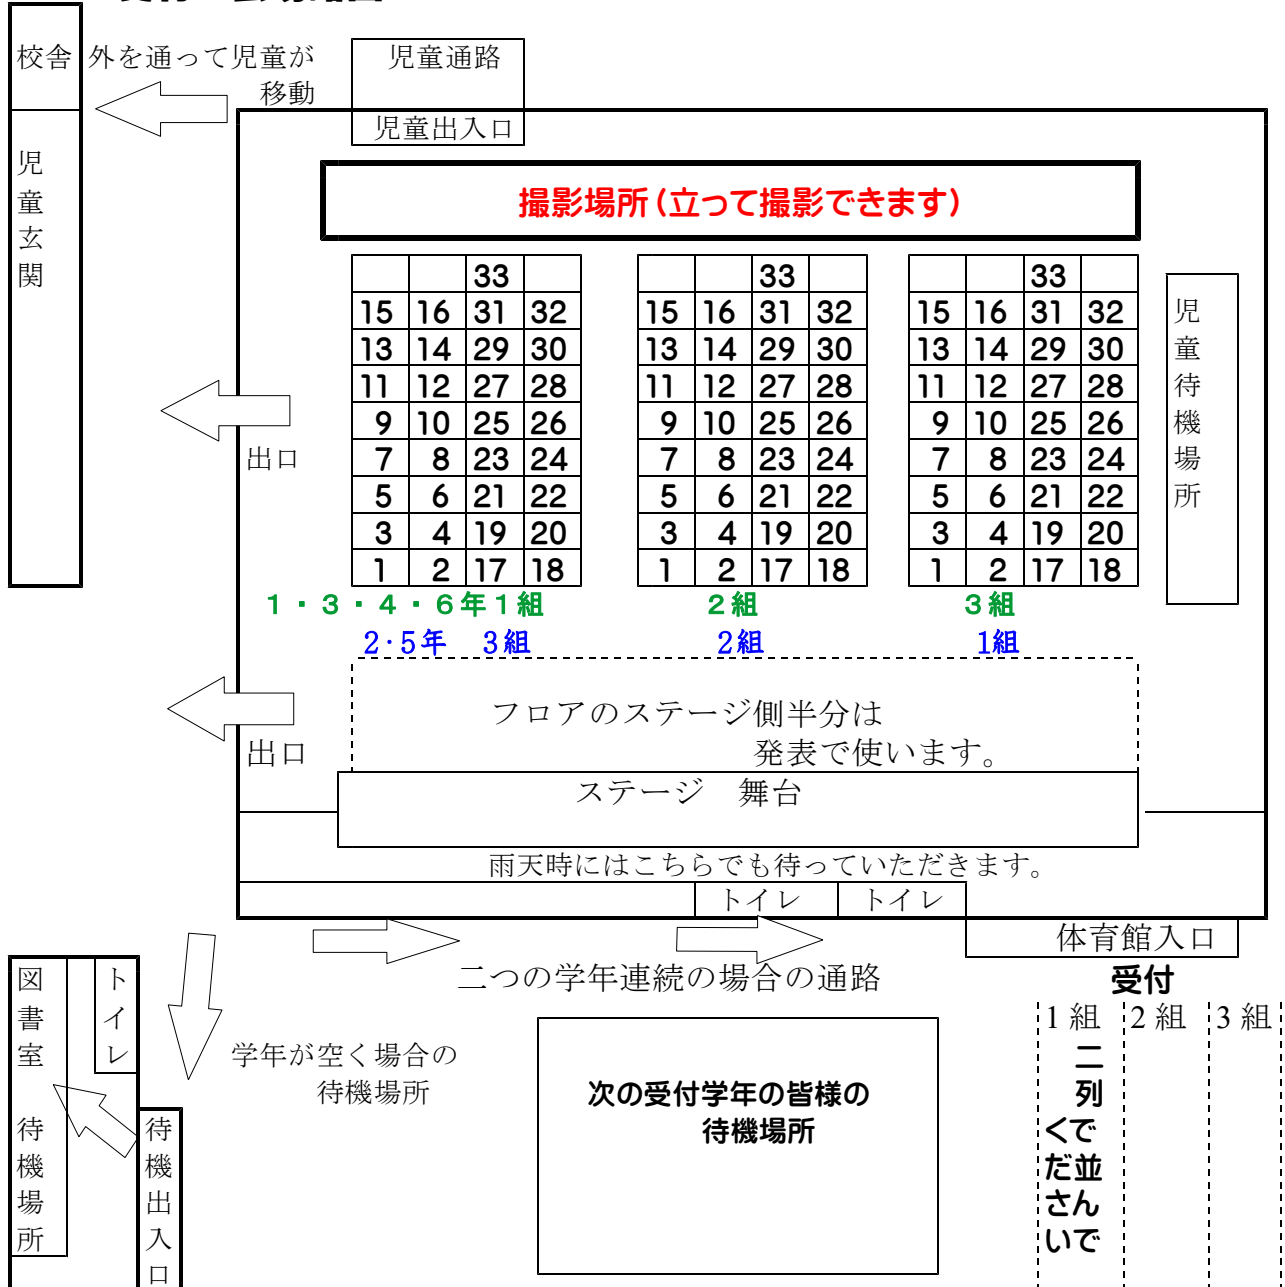 校舎
外を通って児童が
移動
児童通路
児童出入口
児童玄関
撮影場所(立って撮影できます)
33 33 33
15 16 31 32 15 16 31 32 15 16 31 32
13 14 29 30 13 14 29 30 13 14 29 30
11 12 27 28 11 12 27 28 11 12 27 28
9 10 25 26 9 10 25 26 9 10 25 26
7 8 23 24 7 8 23 24 7 8 23 24
5 6 21 22 5 6 21 22 5 6 21 22
3 4 19 20 3 4 19 20 3 4 19 20
1 2 17 18 1 2 17 18 1 2 17 18
児童待機場所
出口
1・3・4・6年1組 2組 3組
2・5年 3組 2組 1組
フロアのステージ側半分は
発表で使います。
出口
ステージ 舞台
雨天時にはこちらでも待っていただきます。
トイレ トイレ
体育館入口
二つの学年連続の場合の通路
受付
1組 2組 3組
二列で並んでください
図書室 待機場所
トイレ
学年が空く場合の
待機場所
待機出入口
次の受付学年の皆様の
待機場所